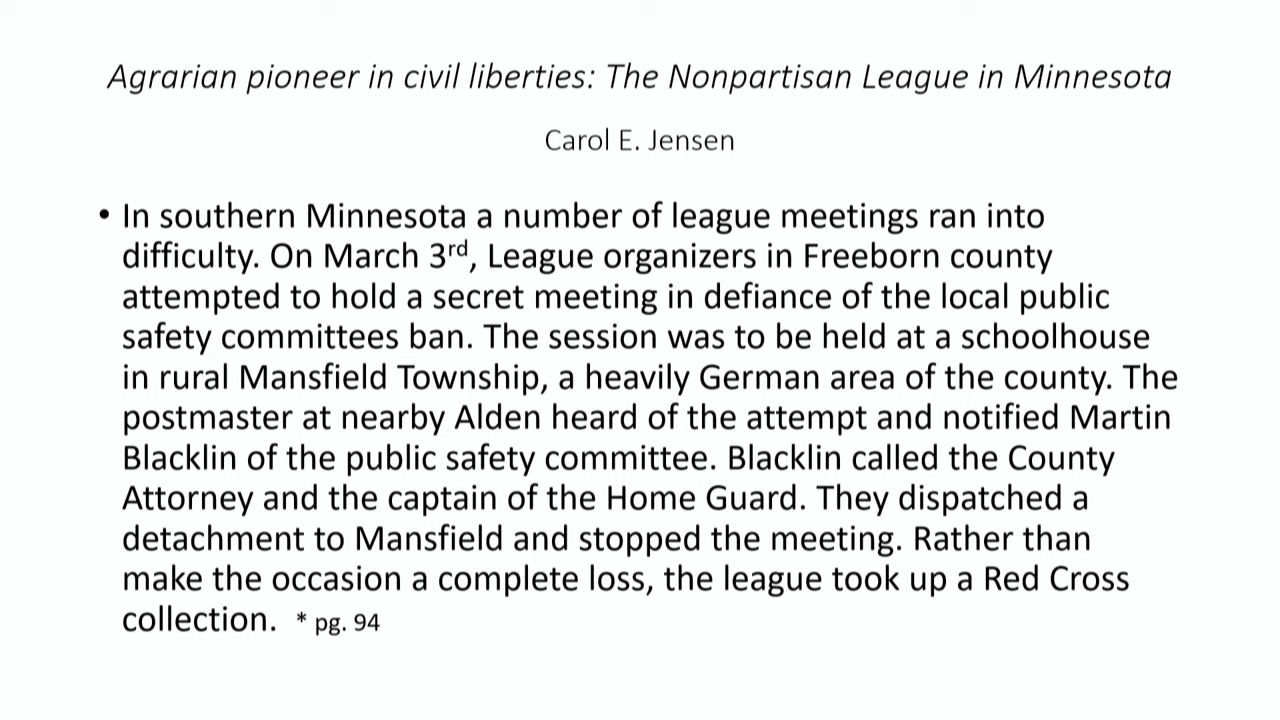 Agrarian pioneer in civil liberties: The Nonpartisan League in Minnesota
Carol E. Jensen
• In southern Minnesota a number of league meetings ran into
difficulty. On March 3rd, League organizers in Freeborn county
attempted to hold a secret meeting in defiance of the local public
safety committees ban. The session was to be held at a schoolhouse
in rural Mansfield Township, a heavily German area of the county. The
postmaster at nearby Alden heard of the attempt and notified Martin
Blacklin of the public safety committee. Blacklin called the County
Attorney and the captain of the Home Guard. They dispatched a
detachment to Mansfield and stopped the meeting. Rather than
make the occasion a complete loss, the league took up a Red Cross
collection. * pg. 94